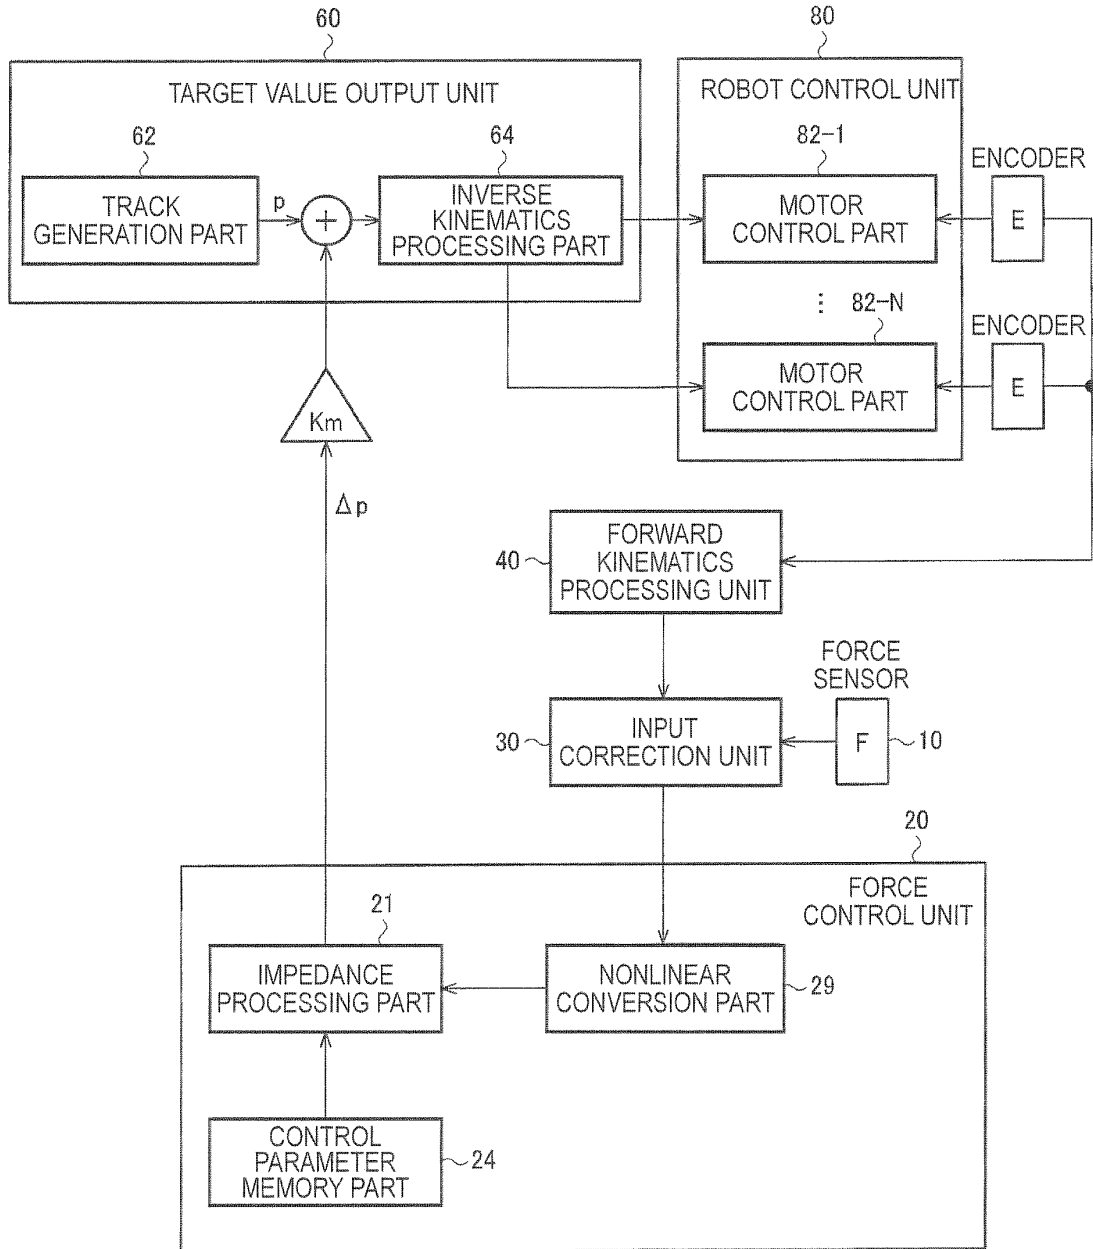 60
80
TARGET VALUE OUTPUT UNIT
ROBOT CONTROL UNIT
62
64
82-1
ENCODER
TRACK
GENERATION PART
p
+
INVERSE
KINEMATICS
PROCESSING PART
MOTOR
CONTROL PART
E
⋮
82-N
ENCODER
MOTOR
CONTROL PART
E
Km
Δp
40
FORWARD
KINEMATICS
PROCESSING UNIT
FORCE
SENSOR
30
INPUT
CORRECTION UNIT
F
10
20
FORCE
CONTROL UNIT
21
IMPEDANCE
PROCESSING PART
NONLINEAR
CONVERSION PART
29
CONTROL
PARAMETER
MEMORY PART
24